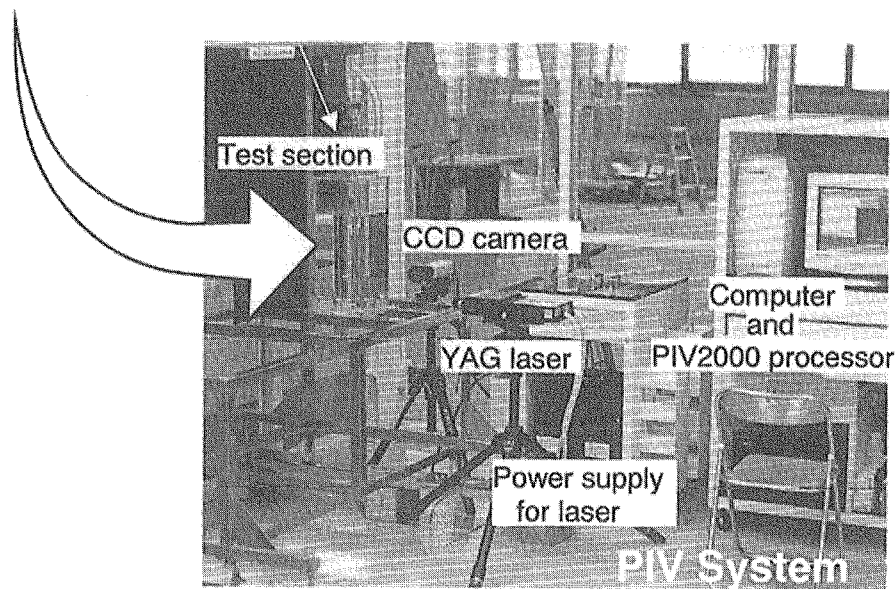 Test section
CCD camera
Computer
and
PIV2000 processor
YAG laser
Power supply
for laser
PIV System